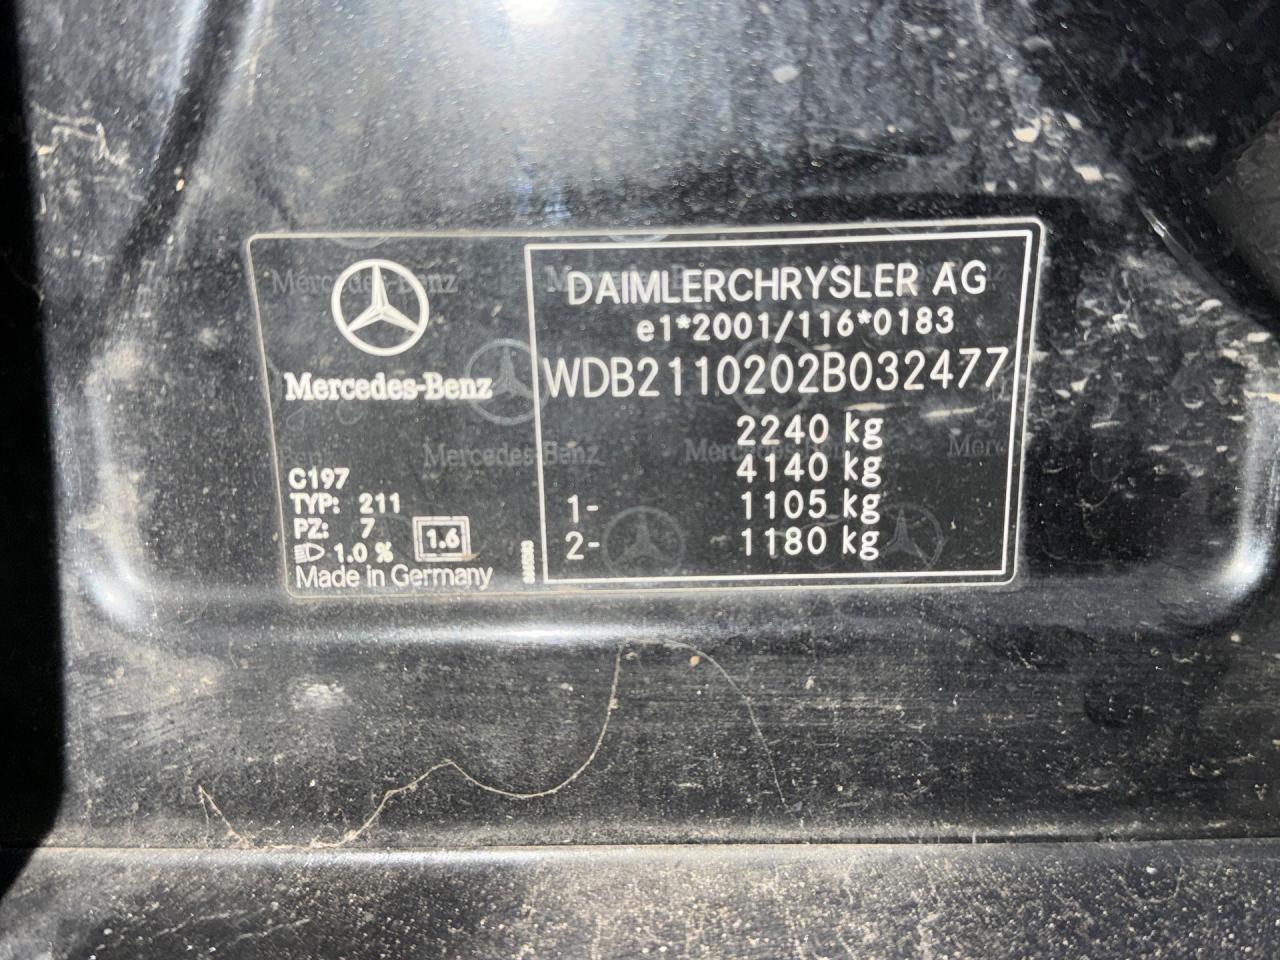 Mercedes-Benz
C197
TYP: 211
PZ: 7
1.0 %
1.6
Made in Germany
DAIMLERCHRYSLER AG
e1*2001/116*0183
WDB2110202B032477
2240 kg
4140 kg
1- 1105 kg
2- 1180 kg